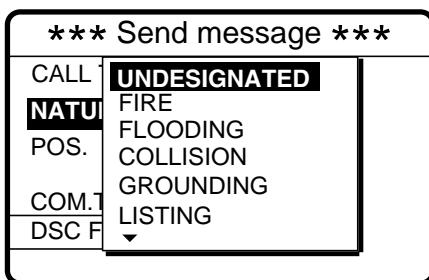 *** Send message ***
CALL
NATU
POS.
COM.T
DSC F
UNDESIGNATED
FIRE
FLOODING
COLLISION
GROUNDING
LISTING